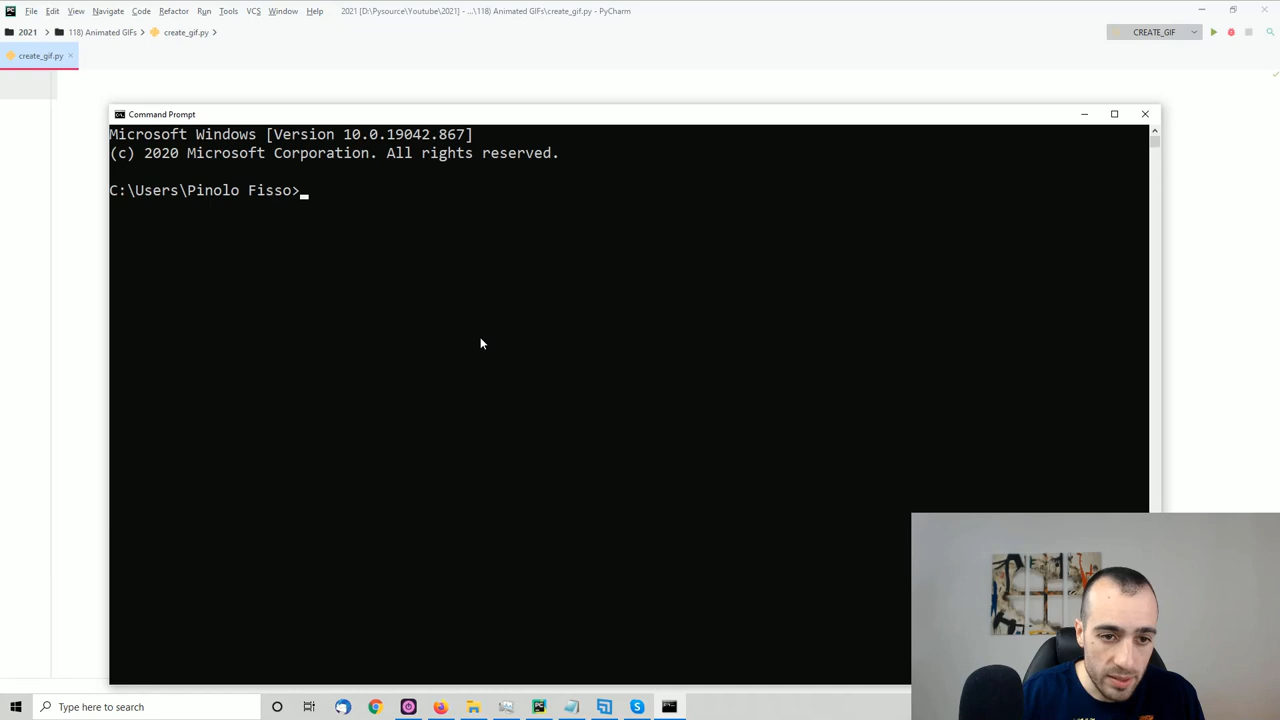 File Edit View Navigate Code Refactor Run Tools VCS Window Help 2021 [D:\Pysource\Youtube\2021] - ...\118) Animated GIFs\create_gif.py - PyCharm
2021 118) Animated GIFs create_gif.py CREATE_GIF
create_gif.py
Command Prompt
Microsoft Windows [Version 10.0.19042.867]
(c) 2020 Microsoft Corporation. All rights reserved.
C:\Users\Pinolo Fisso>
Type here to search